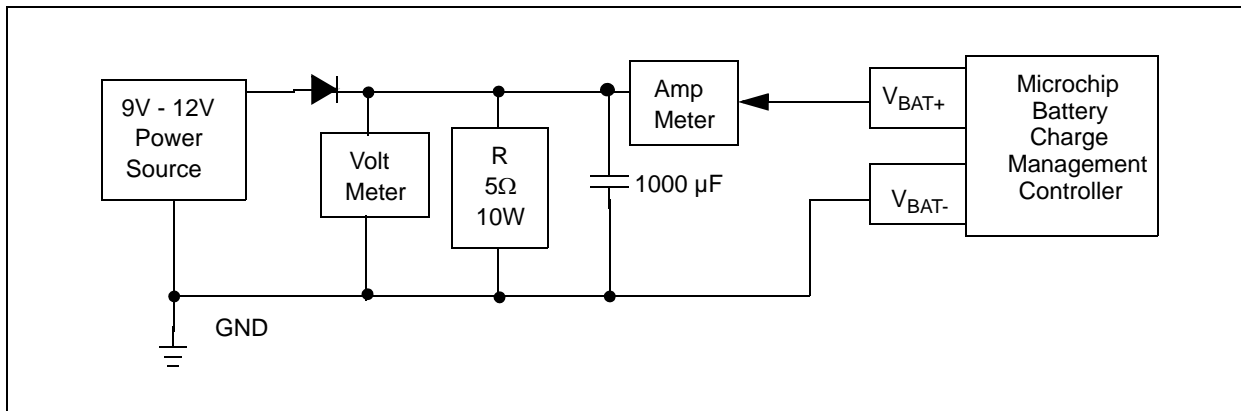 9V - 12V
Power
Source
Volt
Meter
R
5Ω
10W
1000 µF
Amp
Meter
VBAT+
VBAT-
Microchip
Battery
Charge
Management
Controller
GND